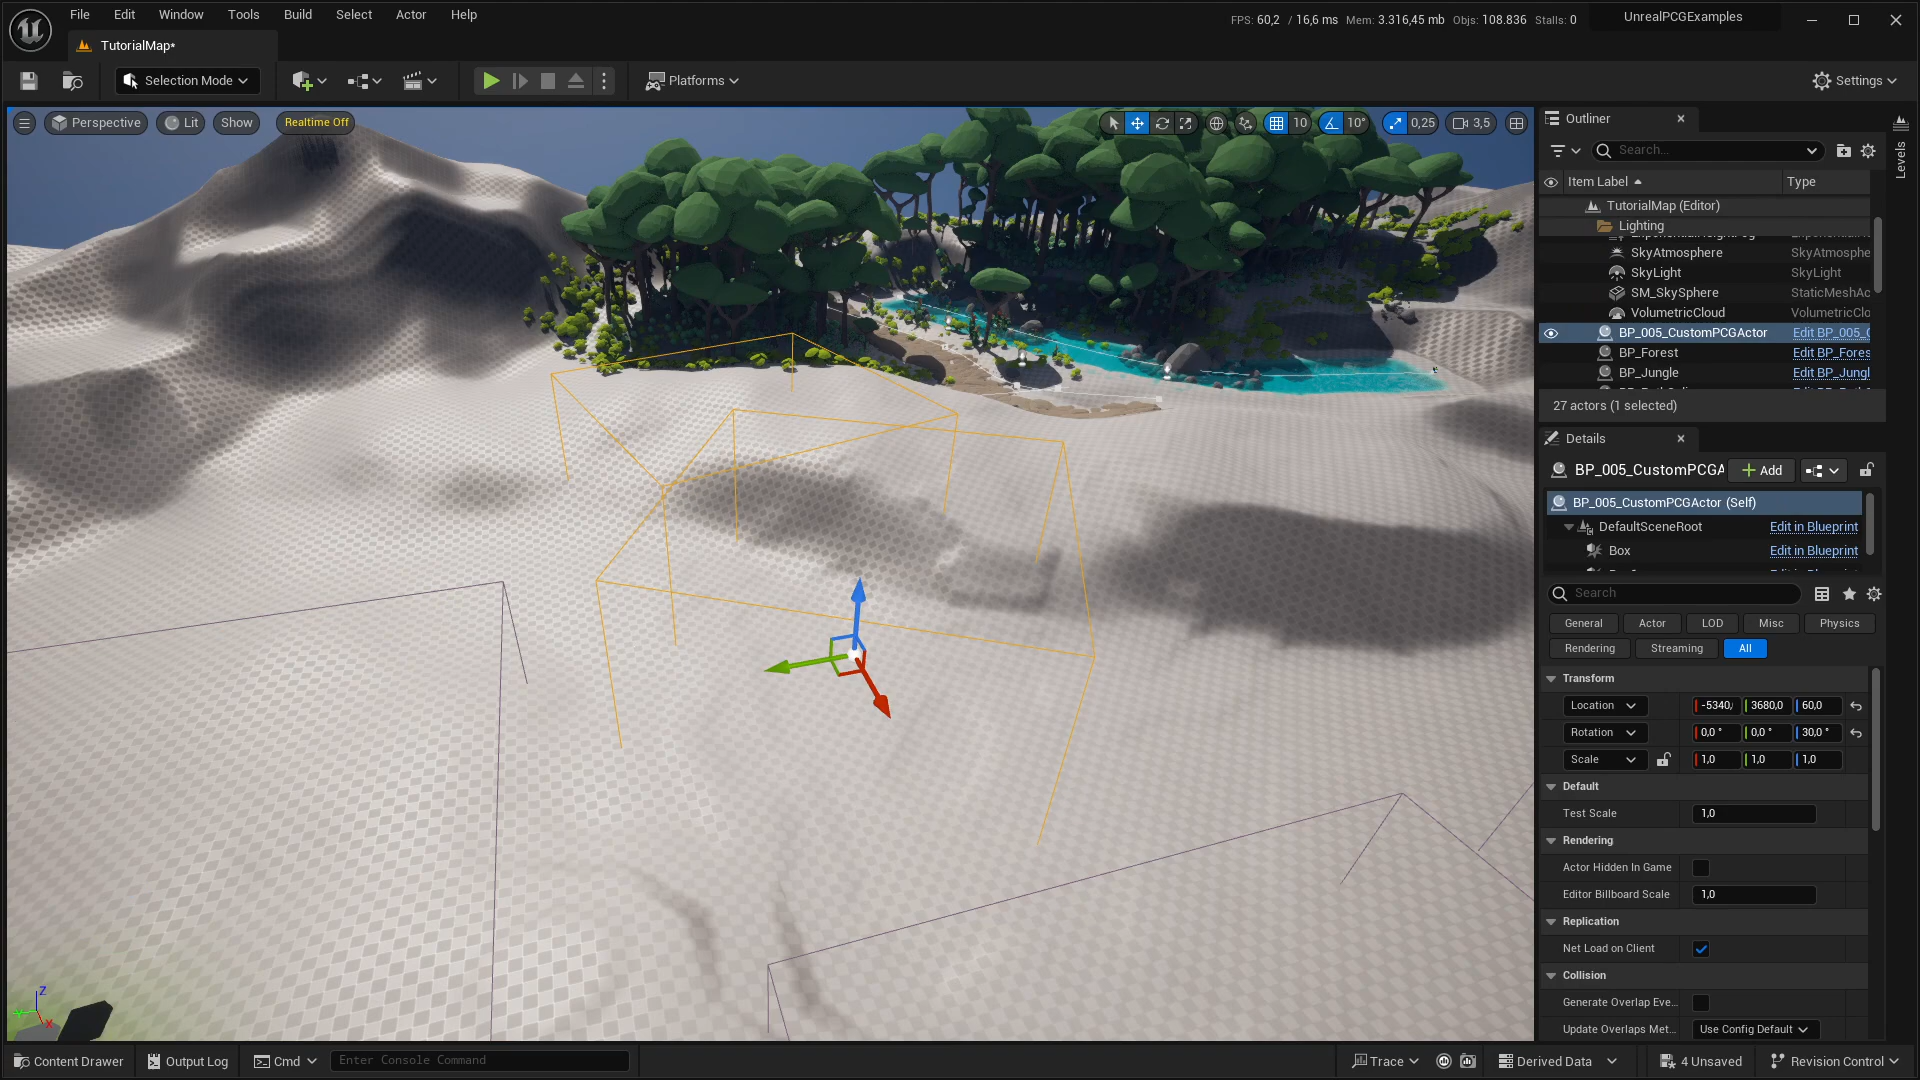 File Edit Window Tools Build Select Actor Help
FPS: 60,2 / 16,6 ms Mem: 3.316,45 mb Objs: 108.836 Stalls: 0
UnrealPCGExamples
TutorialMap*
Selection Mode
Platforms
Settings
Perspective Lit Show Realtime Off
10 10° 0,25 3,5
Outliner
Levels
Search...
Item Label Type
TutorialMap (Editor)
Lighting
SkyAtmosphere SkyAtmosphe
SkyLight SkyLight
SM_SkySphere StaticMeshAc
VolumetricCloud VolumetricClo
BP_005_CustomPCGActor Edit BP_005_C
BP_Forest Edit BP_Fores
BP_Jungle Edit BP_Jungl
27 actors (1 selected)
Details
BP_005_CustomPCGA Add
BP_005_CustomPCGActor (Self)
DefaultSceneRoot Edit in Blueprint
Box Edit in Blueprint
Search
General Actor LOD Misc Physics
Rendering Streaming All
Transform
Location -5340, 3680,0 60,0
Rotation 0,0 ° 0,0 ° 30,0 °
Scale 1,0 1,0 1,0
Default
Test Scale 1,0
Rendering
Actor Hidden In Game
Editor Billboard Scale 1,0
Replication
Net Load on Client
Collision
Generate Overlap Eve...
Update Overlaps Met... Use Config Default
Z
Y
X
Content Drawer Output Log Cmd Enter Console Command
Trace Derived Data 4 Unsaved Revision Control